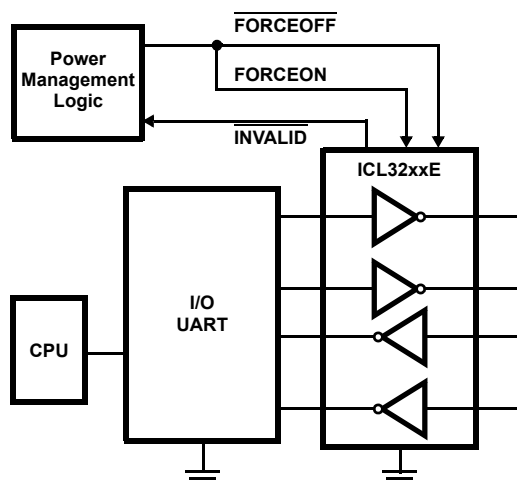 FORCEOFF
Power
Management
Logic
FORCEON
INVALID
ICL32xxE
I/O
UART
CPU